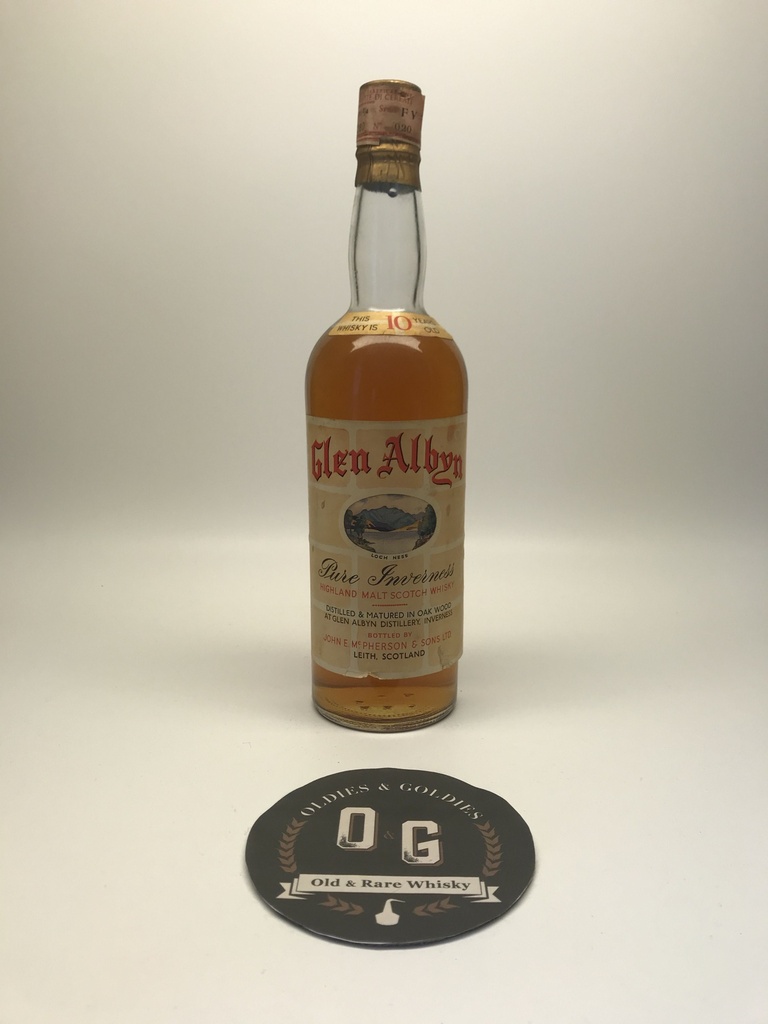 FV
THIS
WHISKY IS 10 YEARS
OLD
Glen Albyn
LOCH NESS
Pure Inverness
HIGHLAND MALT SCOTCH WHISKY
DISTILLED & MATURED IN OAK WOOD
AT GLEN ALBYN DISTILLERY, INVERNESS
BOTTLED BY
JOHN E. McPHERSON & SONS LTD
LEITH, SCOTLAND
OLDIES & GOLDIES
O & G
Old & Rare Whisky